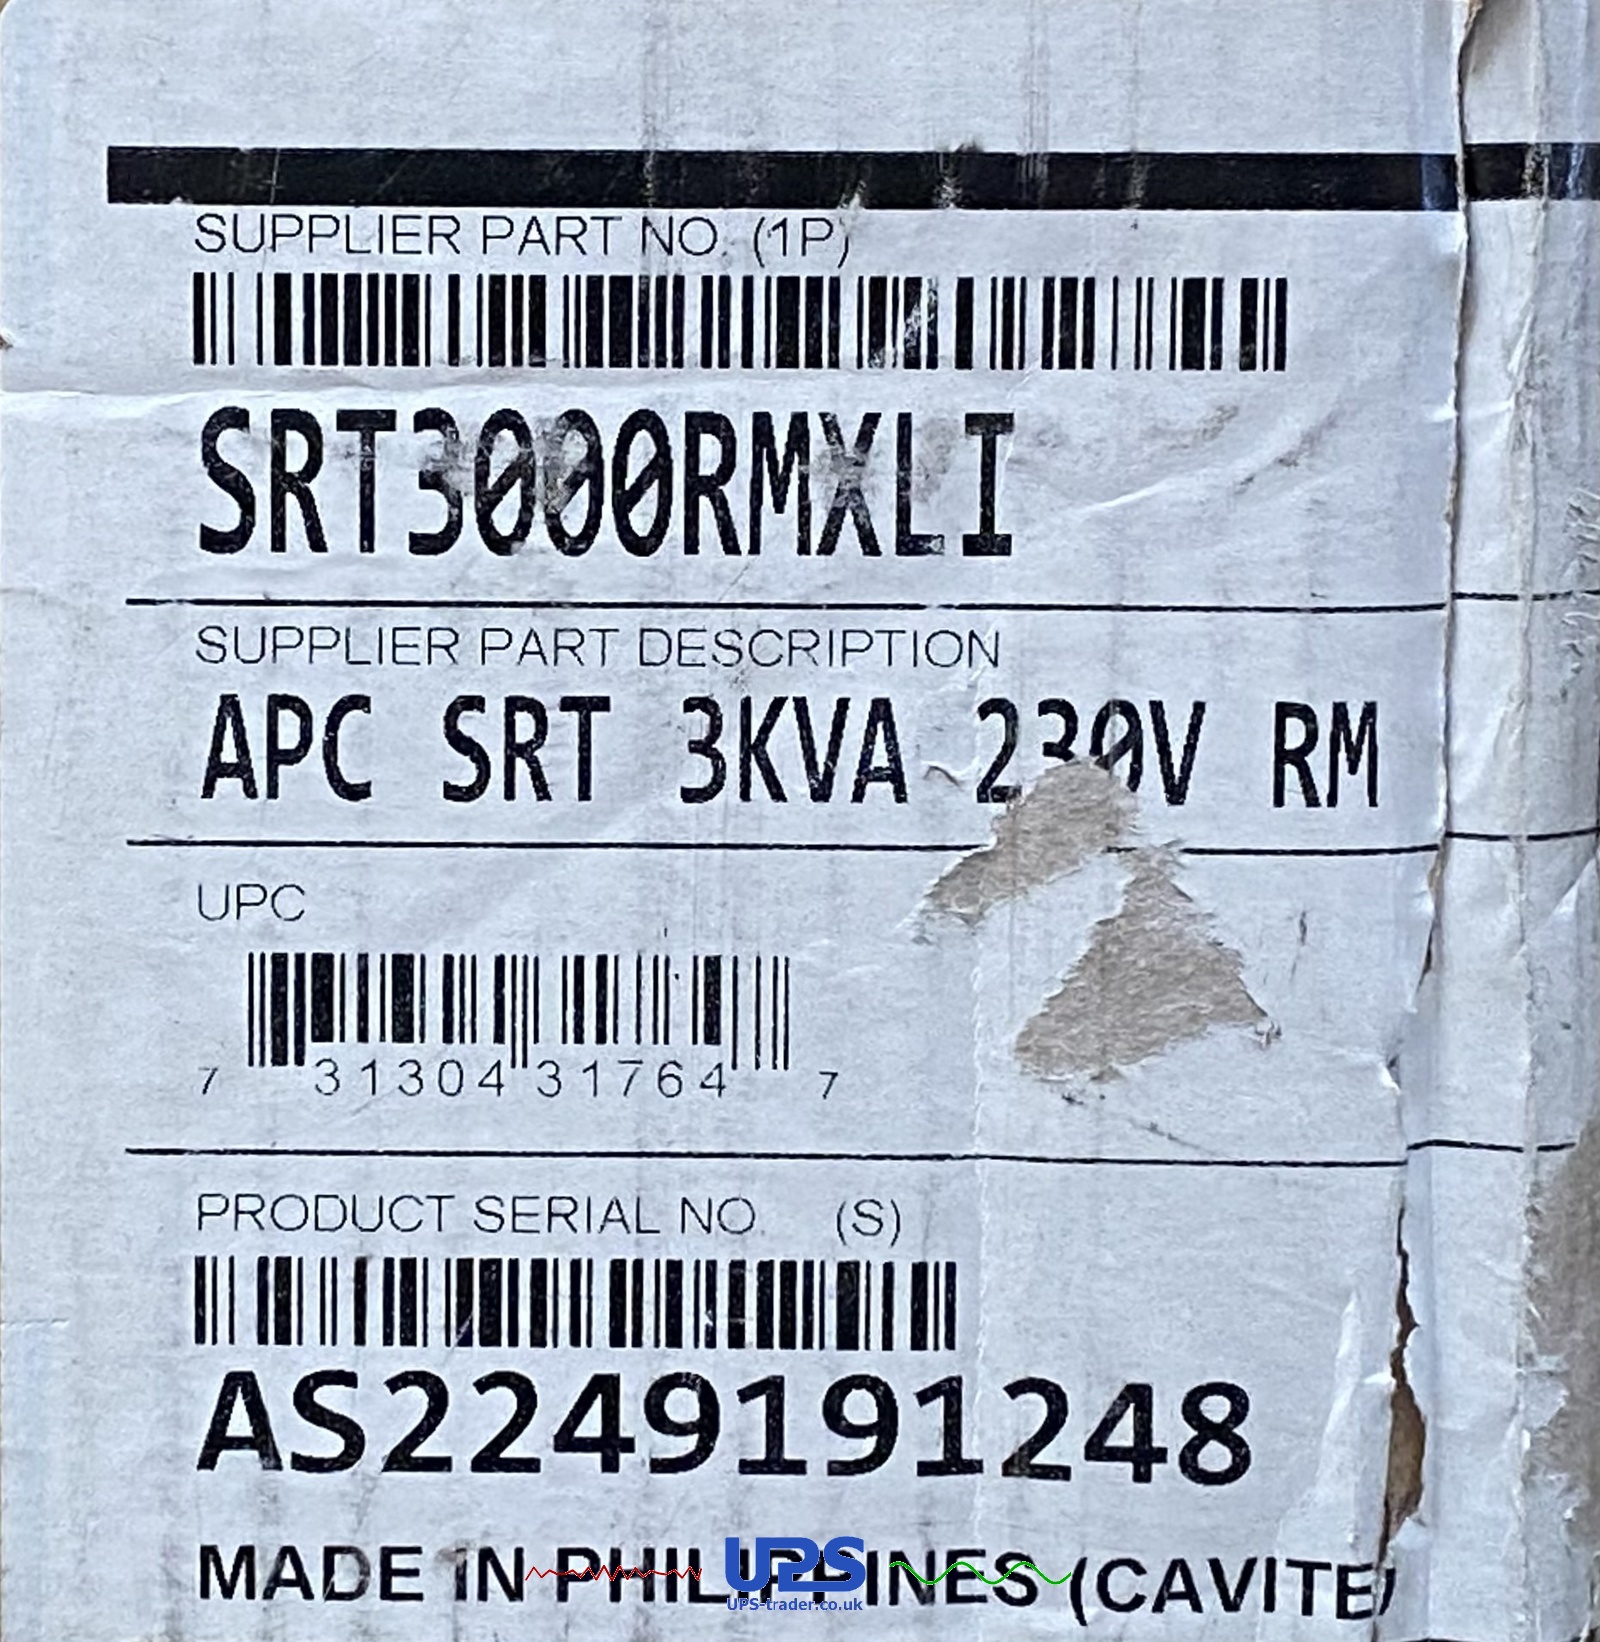 SUPPLIER PART NO. (1P)
SRT3000RMXLI
SUPPLIER PART DESCRIPTION
APC SRT 3KVA 230V RM
UPC
7 31304 31764 7
PRODUCT SERIAL NO. (S)
AS2249191248
MADE IN PHILIPPINES (CAVITE)
UPS
UPS-trader.co.uk